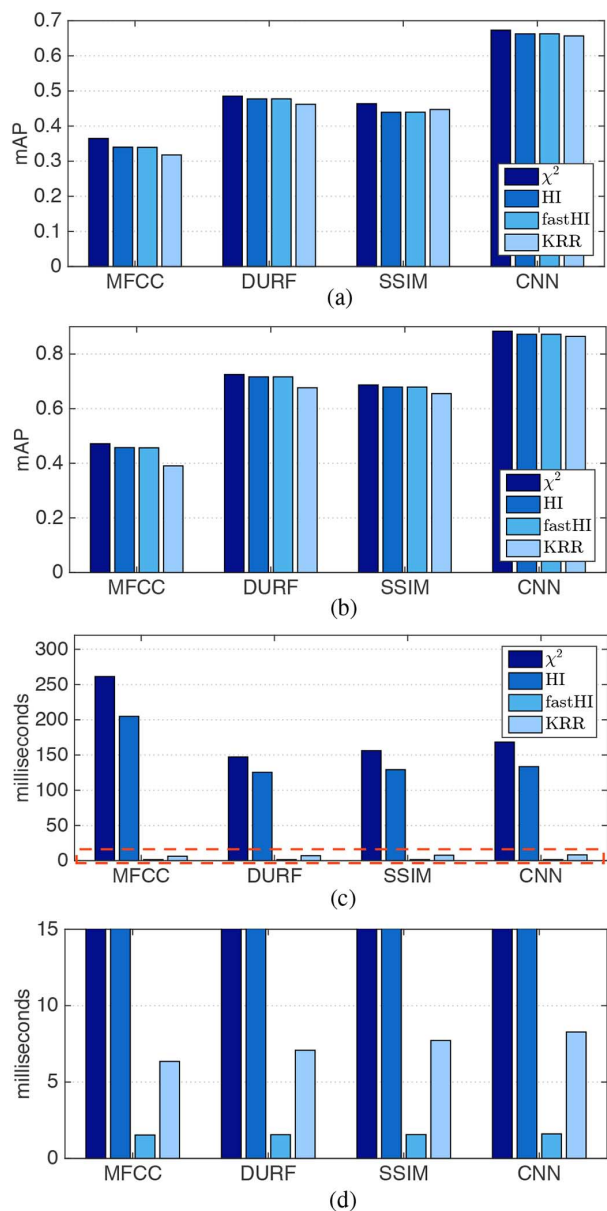 0.7
0.6
0.5
0.4
0.3
0.2
0.1
0
mAP
χ²
HI
fastHI
KRR
MFCC DURF SSIM CNN
(a)
0.8
0.6
0.4
0.2
0
mAP
χ²
HI
fastHI
KRR
MFCC DURF SSIM CNN
(b)
300
250
200
150
100
50
0
milliseconds
χ²
HI
fastHI
KRR
MFCC DURF SSIM CNN
(c)
15
10
5
0
milliseconds
MFCC DURF SSIM CNN
(d)